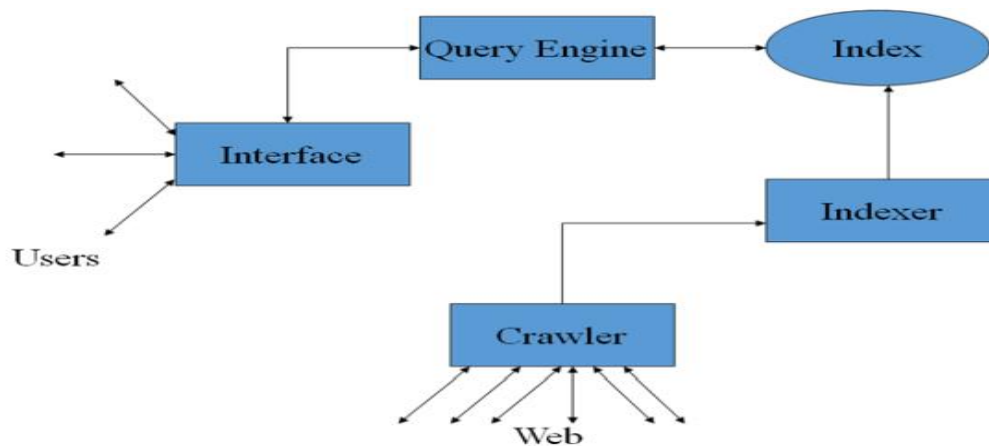 Query Engine
Index
Interface
Indexer
Users
Crawler
Web